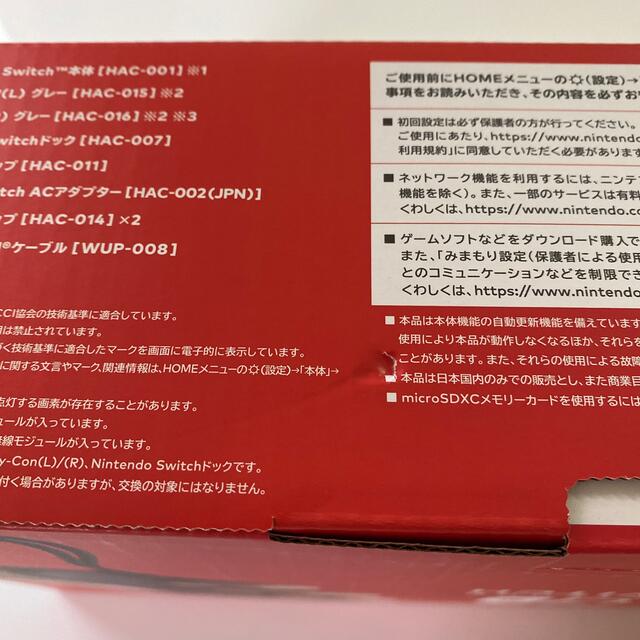 Switch™本体 [HAC-001] ※1
(L) グレー [HAC-015] ※2
) グレー [HAC-016] ※2 ※3
Switchドック [HAC-007]
ップ [HAC-011]
tch ACアダプター [HAC-002(JPN)]
ップ [HAC-014] ×2
®ケーブル [WUP-008]
CCI協会の技術基準に適合しています。
用は禁止されています。
づく技術基準に適合したマークを画面に電子的に表示しています。
に関する文言やマーク、関連情報は、HOMEメニューの(設定)→「本体」→
点灯する画素が存在することがあります。
ュールが入っています。
線モジュールが入っています。
y-Con(L)/(R)、Nintendo Switchドックです。
付く場合がありますが、交換の対象にはなりません。
ご使用前にHOMEメニューの(設定)→
事項をお読みいただき、その内容を必ずお
■ 初回設定は必ず保護者の方が行ってください。
ご使用にあたり、https://www.nintendo
利用規約」に同意していただく必要があります
■ ネットワーク機能を利用するには、ニンテ
機能を除く)。また、一部のサービスは有料
くわしくは、https://www.nintendo.co
■ ゲームソフトなどをダウンロード購入で
また、「みまもり設定(保護者による使用
とのコミュニケーションなどを制限でき
くわしくは、https://www.nintendo
■ 本品は本体機能の自動更新機能を備えています
使用により本品が動作しなくなるほか、それらを
ことがあります。また、それらの使用による故障
■ 本品は日本国内のみでの販売とし、また商業目
■ microSDXCメモリーカードを使用するには